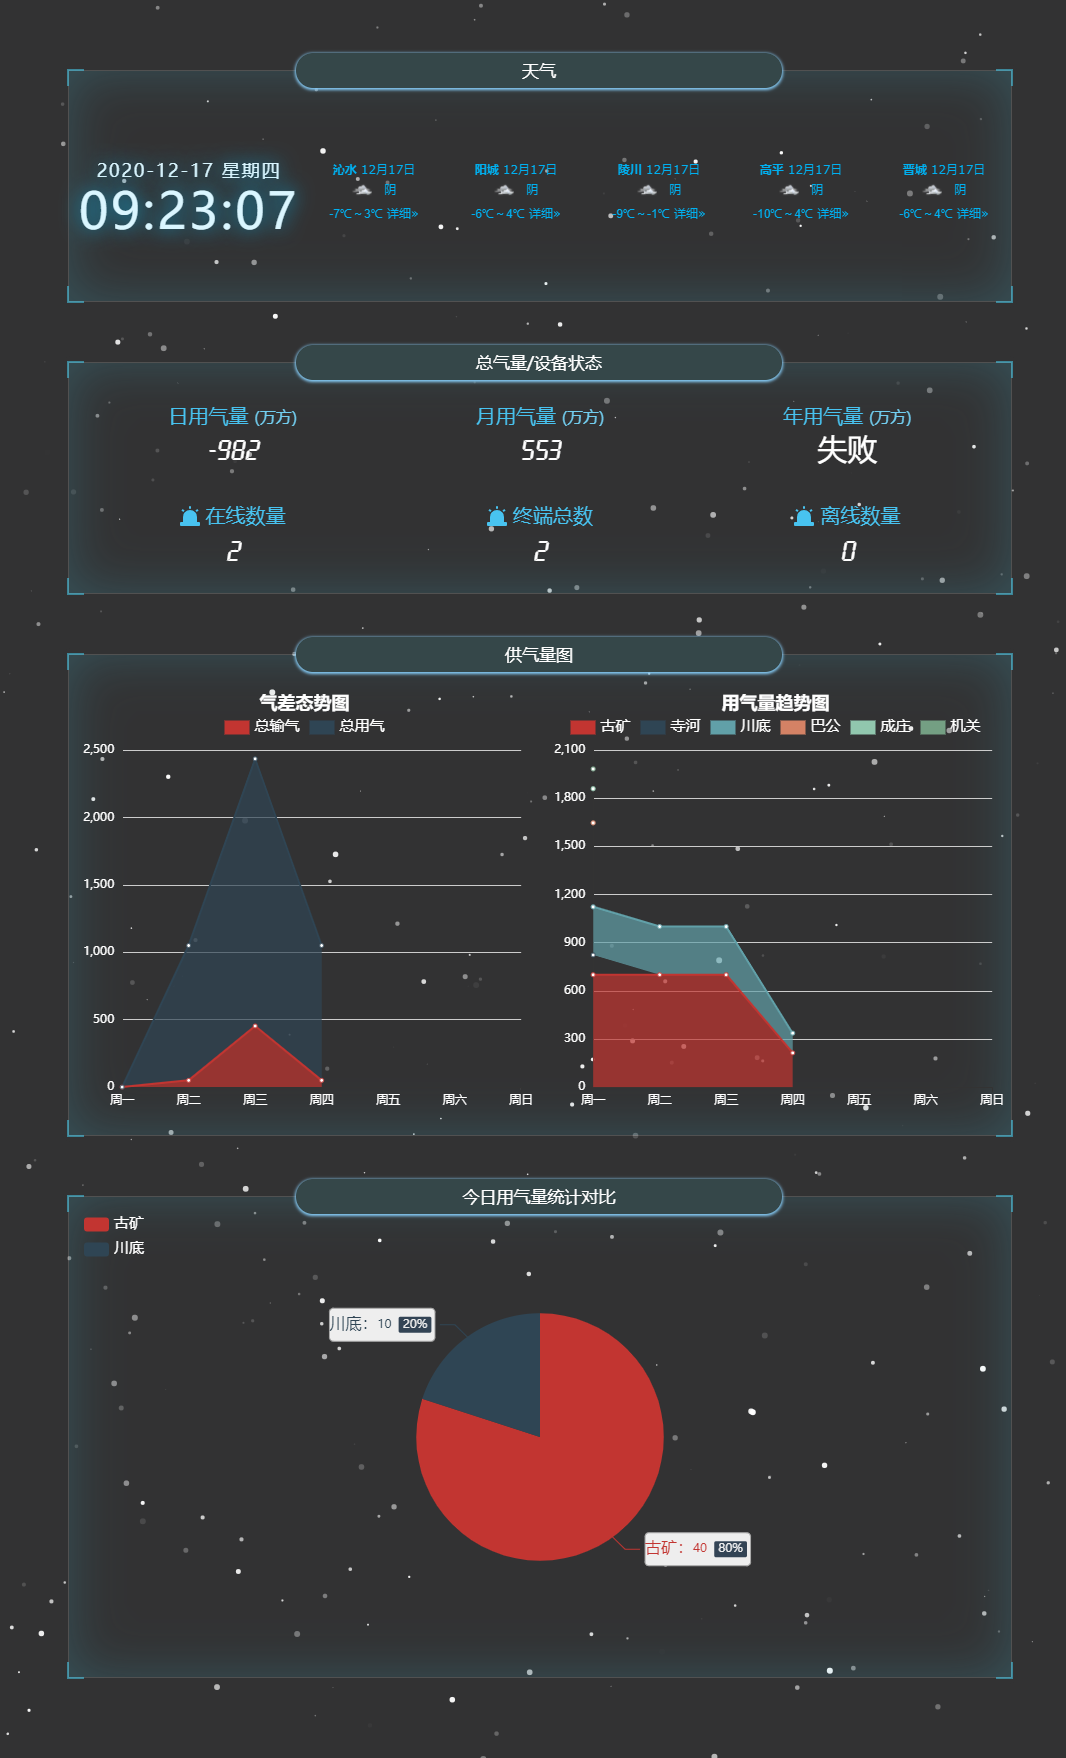 天气
2020-12-17 星期四
09:23:07
沁水 12月17日
阴
-7℃～3℃ 详细»
阳城 12月17日
阴
-6℃～4℃ 详细»
陵川 12月17日
阴
-9℃～-1℃ 详细»
高平 12月17日
阴
-10℃～4℃ 详细»
晋城 12月17日
阴
-6℃～4℃ 详细»
总气量/设备状态
日用气量 (万方)
-982
月用气量 (万方)
553
年用气量 (万方)
失败
在线数量
2
终端总数
2
离线数量
0
供气量图
气差态势图
总输气 总用气
2,500
2,000
1,500
1,000
500
0
周一 周二 周三 周四 周五 周六 周日
用气量趋势图
古矿 寺河 川底 巴公 成庄 机关
2,100
1,800
1,500
1,200
900
600
300
0
周一 周二 周三 周四 周五 周六 周日
今日用气量统计对比
古矿
川底
川底：10 20%
古矿：40 80%